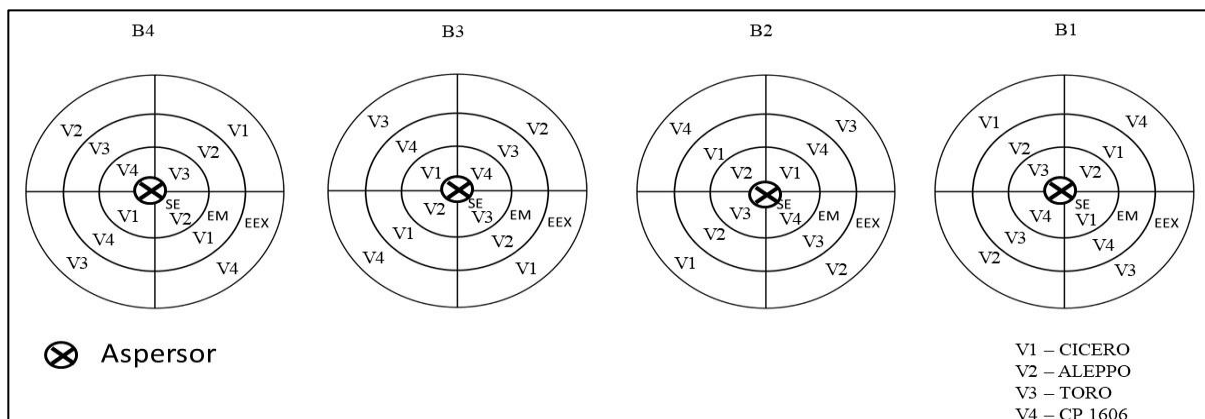 B4 B3 B2 B1
V2 V1 V3 V2 V4 V3 V1 V4
V3 V2 V4 V3 V1 V4 V2 V1
V4 V3 V1 V4 V2 V1 V3 V2
SE SE SE SE
V1 V2 EM EEX V2 V3 EM EEX V3 V4 EM EEX V4 V1 EM EEX
V4 V1 V1 V2 V2 V3 V3 V4
V3 V4 V4 V1 V1 V2 V2 V3
Aspersor
V1 – CICERO
V2 – ALEPPO
V3 – TORO
V4 – CP 1606